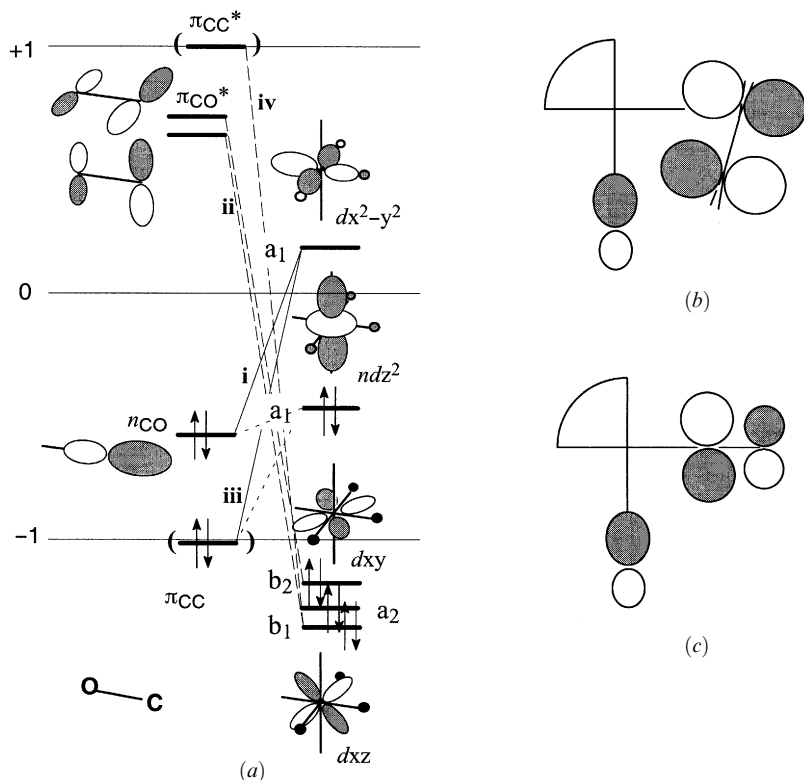 πCC*
( )
+1
πCO*
iv
ii
dx²–y²
a₁
0
i
ndz²
nCO
a₁
iii
–1
( )
πCC
dxy
b₂
a₂
b₁
O
C
dxz
(a)
(b)
(c)